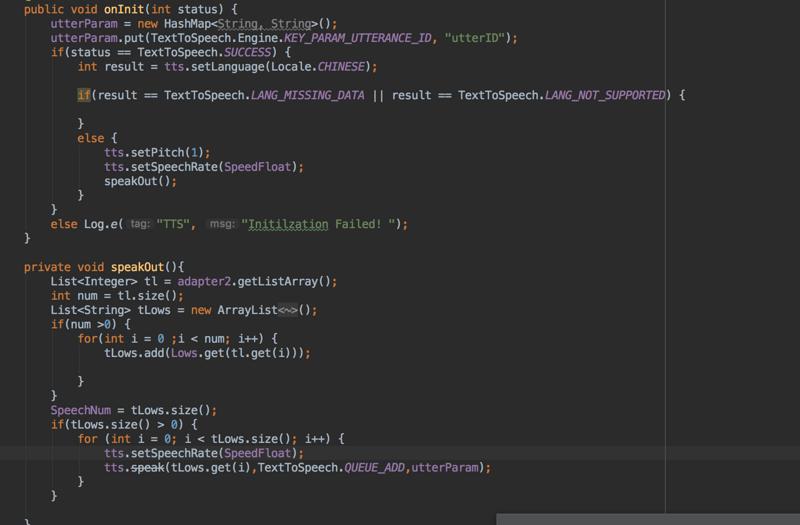 public void onInit(int status) {
utterParam = new HashMap<String, String>();
utterParam.put(TextToSpeech.Engine.KEY_PARAM_UTTERANCE_ID, "utterID");
if(status == TextToSpeech.SUCCESS) {
int result = tts.setLanguage(Locale.CHINESE);
if(result == TextToSpeech.LANG_MISSING_DATA || result == TextToSpeech.LANG_NOT_SUPPORTED) {
}
else {
tts.setPitch(1);
tts.setSpeechRate(SpeedFloat);
speakOut();
}
}
else Log.e( tag: "TTS", msg: "Initilzation Failed! ");
}
private void speakOut(){
List<Integer> tl = adapter2.getListArray();
int num = tl.size();
List<String> tLows = new ArrayList<~>();
if(num >0) {
for(int i = 0 ;i < num; i++) {
tLows.add(Lows.get(tl.get(i)));
}
}
SpeechNum = tLows.size();
if(tLows.size() > 0) {
for (int i = 0; i < tLows.size(); i++) {
tts.setSpeechRate(SpeedFloat);
tts.speak(tLows.get(i),TextToSpeech.QUEUE_ADD,utterParam);
}
}
}